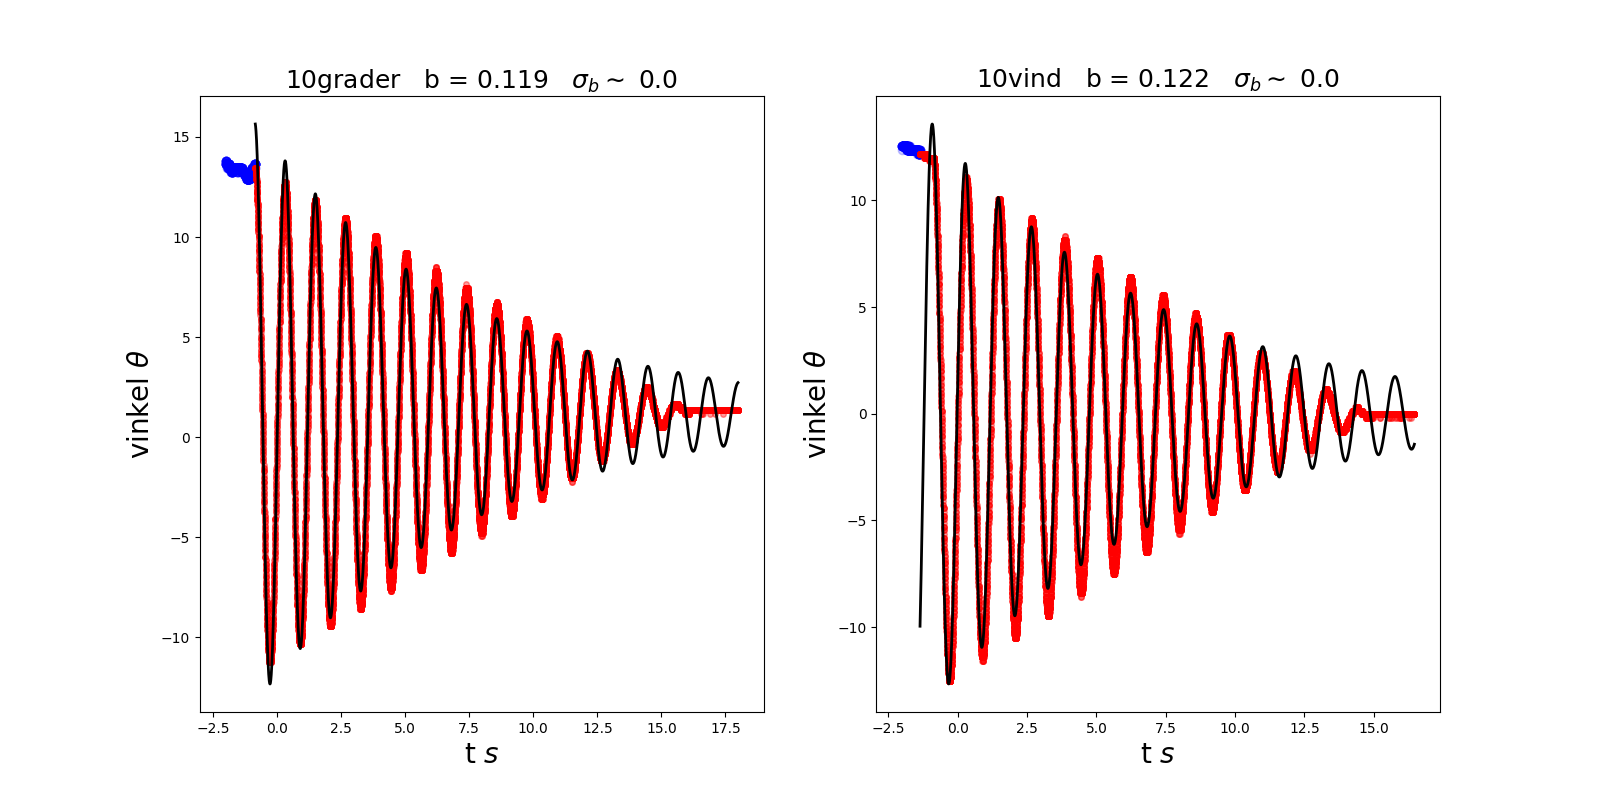 10grader b = 0.119 σ_b ∼ 0.0
15
10
5
0
−5
−10
vinkel θ
−2.5 0.0 2.5 5.0 7.5 10.0 12.5 15.0 17.5
t s
10vind b = 0.122 σ_b ∼ 0.0
10
5
0
−5
−10
vinkel θ
−2.5 0.0 2.5 5.0 7.5 10.0 12.5 15.0
t s